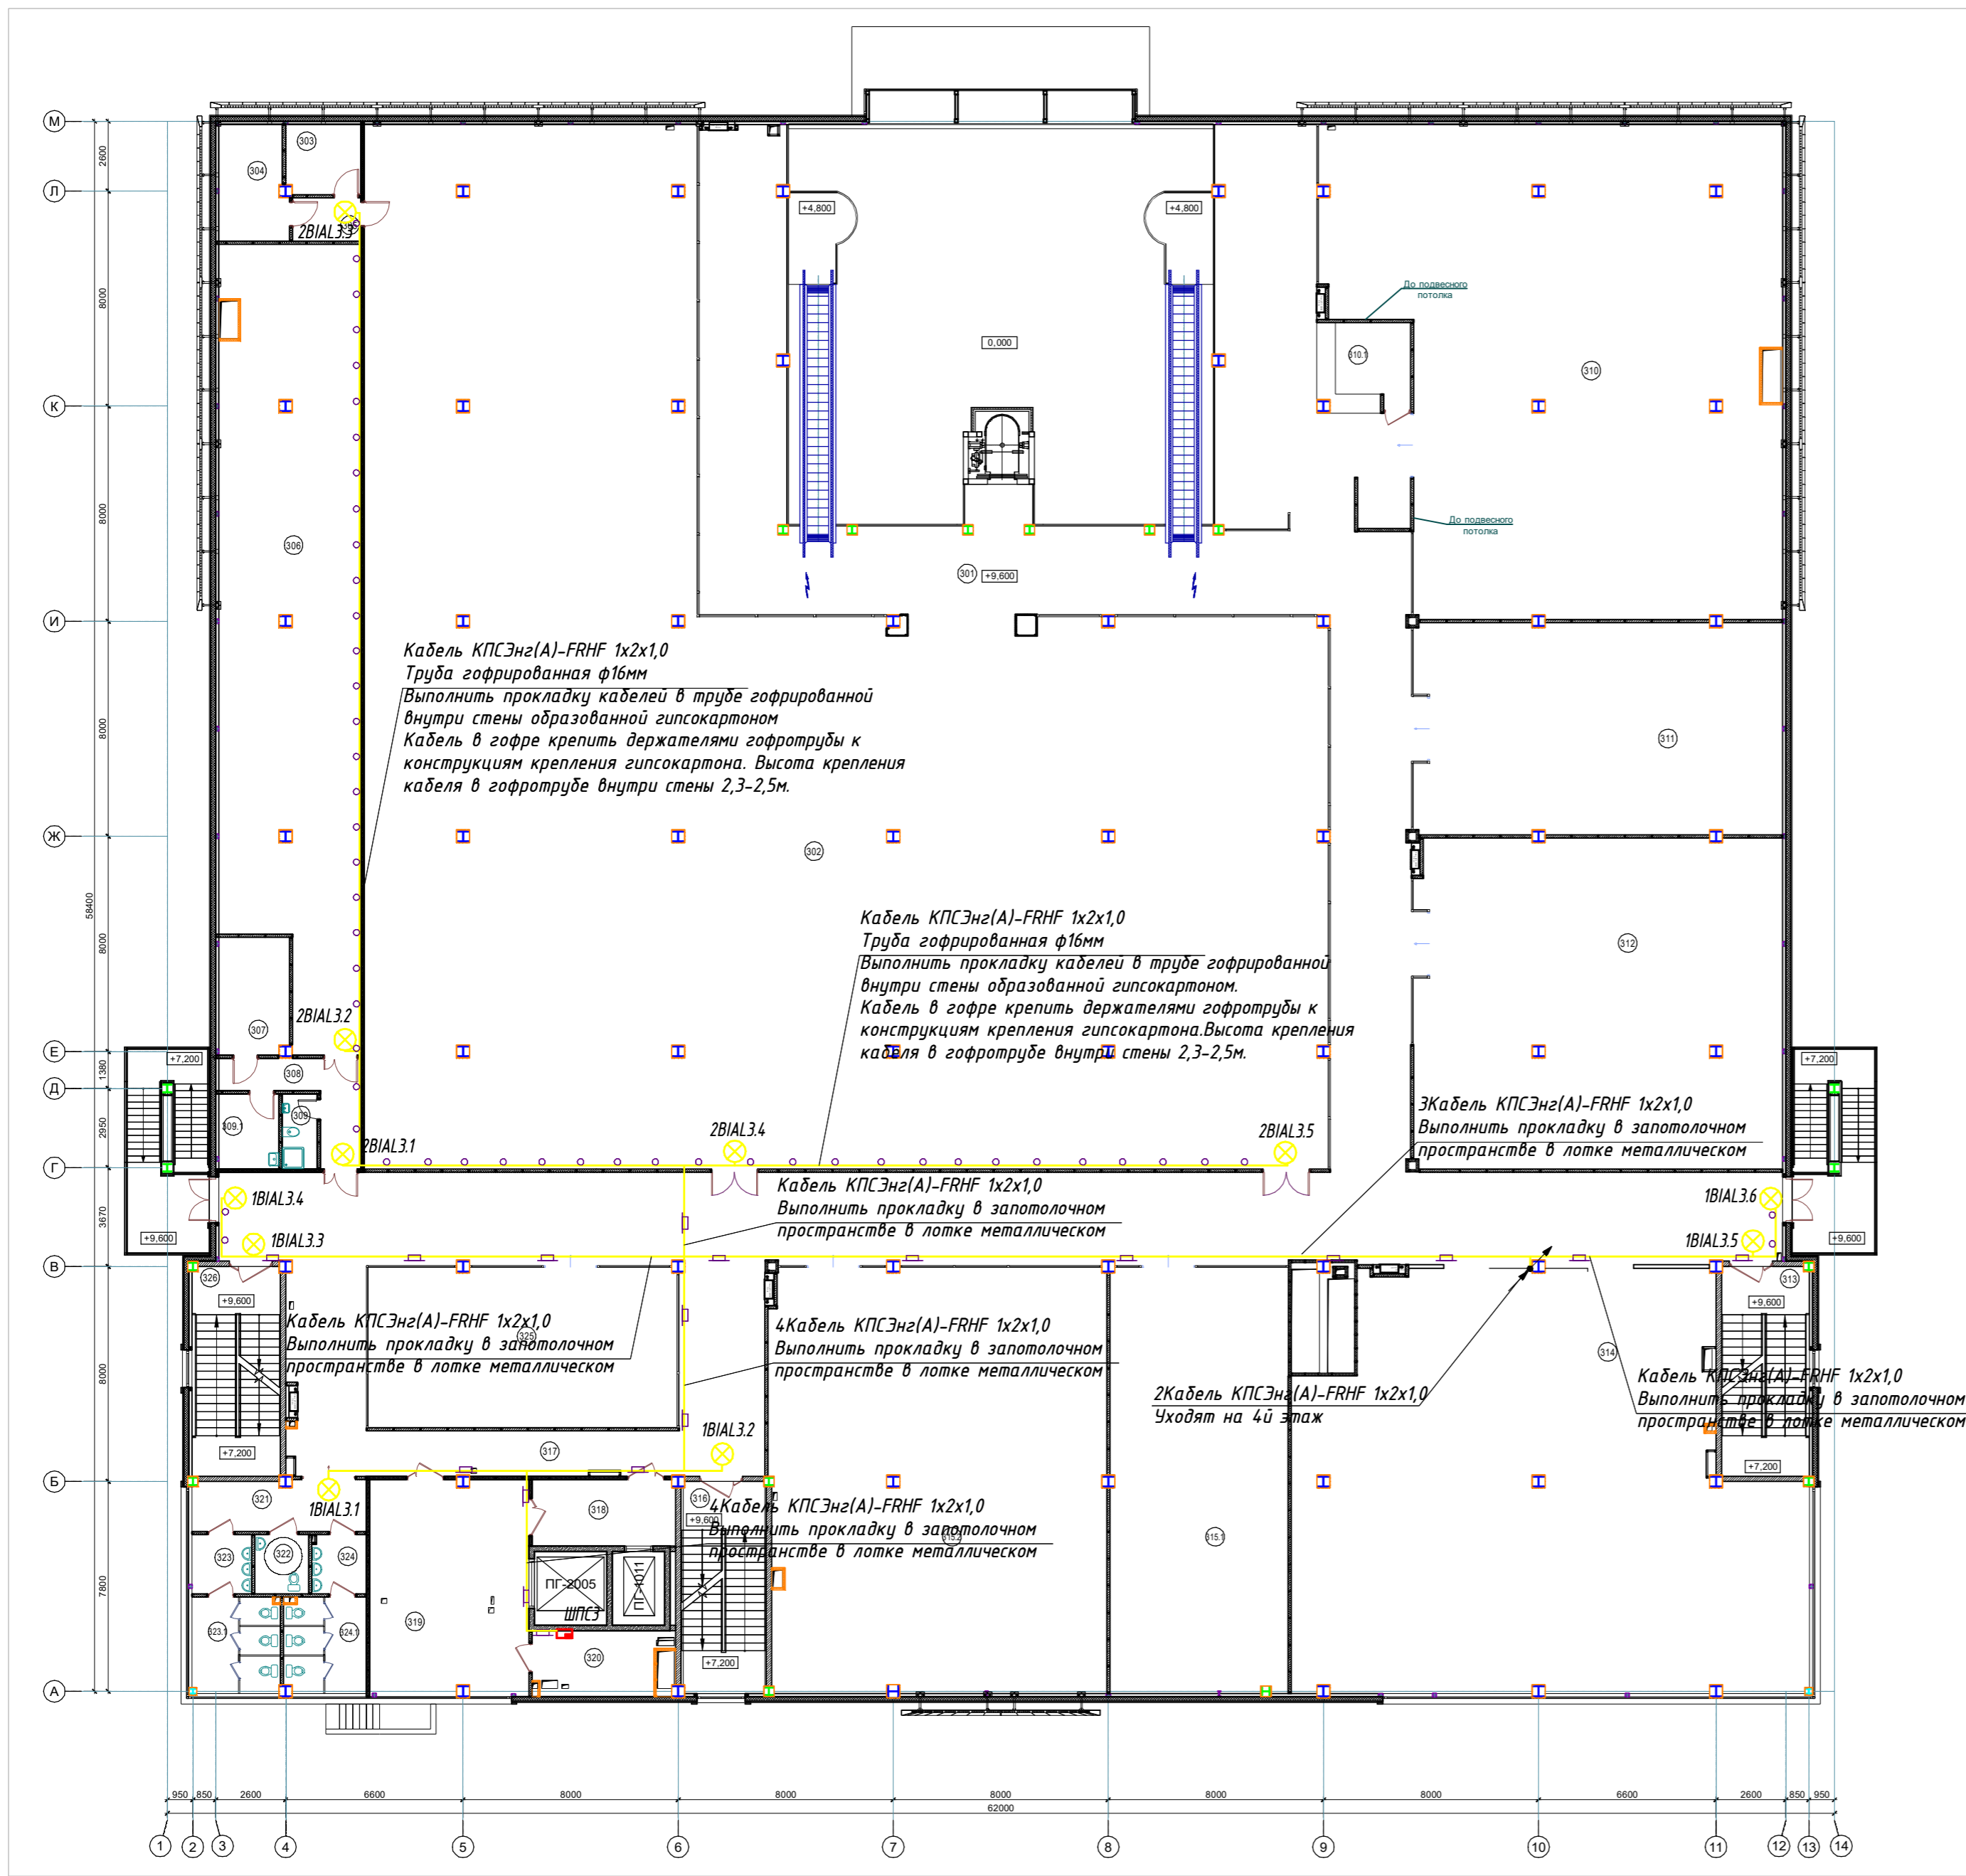 М
2600
Л
8000
К
8000
И
8000
Ж
58400
8000
Е
1380
Д
2950
Г
3670
В
8000
Б
7800
А
303
304
2BIAL3.3
+4,800
+4,800
До подвесного
потолка
0,000
310.1
310
306
До подвесного
потолка
301
+9,600
Кабель КПСЭнг(А)-FRHF 1х2х1,0
Труба гофрированная ф16мм
Выполнить прокладку кабелей в трубе гофрированной
внутри стены образованной гипсокартоном
Кабель в гофре крепить держателями гофротрубы к
конструкциям крепления гипсокартона. Высота крепления
кабеля в гофротрубе внутри стены 2,3-2,5м.
311
302
Кабель КПСЭнг(А)-FRHF 1х2х1,0
Труба гофрированная ф16мм
Выполнить прокладку кабелей в трубе гофрированной
внутри стены образованной гипсокартоном.
Кабель в гофре крепить держателями гофротрубы к
конструкциям крепления гипсокартона.Высота крепления
кабеля в гофротрубе внутри стены 2,3-2,5м.
312
2BIAL3.2
307
+7,200
308
309
309.1
+7,200
3Кабель КПСЭнг(А)-FRHF 1х2х1,0
Выполнить прокладку в запотолочном
пространстве в лотке металлическом
2BIAL3.1
2BIAL3.4
2BIAL3.5
1BIAL3.4
1BIAL3.3
+9,600
Кабель КПСЭнг(А)-FRHF 1х2х1,0
Выполнить прокладку в запотолочном
пространстве в лотке металлическом
1BIAL3.6
1BIAL3.5
+9,600
326
+9,600
313
+9,600
Кабель КПСЭнг(А)-FRHF 1х2х1,0
Выполнить прокладку в запотолочном
пространстве в лотке металлическом
325
4Кабель КПСЭнг(А)-FRHF 1х2х1,0
Выполнить прокладку в запотолочном
пространстве в лотке металлическом
314
2Кабель КПСЭнг(А)-FRHF 1х2х1,0
Уходят на 4й этаж
Кабель КПСЭнг(А)-FRHF 1х2х1,0
Выполнить прокладку в запотолочном
пространстве в лотке металлическом
+7,200
317
1BIAL3.2
+7,200
321
1BIAL3.1
318
316
+9,600
4Кабель КПСЭнг(А)-FRHF 1х2х1,0
Выполнить прокладку в запотолочном
пространстве в лотке металлическом
315.2
315.1
323
322
324
ПГ-2005
ПГ-1011
ШПС3
323.1
324.1
319
320
+7,200
950
850
2600
6600
8000
8000
8000
8000
8000
6600
2600
850
950
62000
1
2
3
4
5
6
7
8
9
10
11
12
13
14